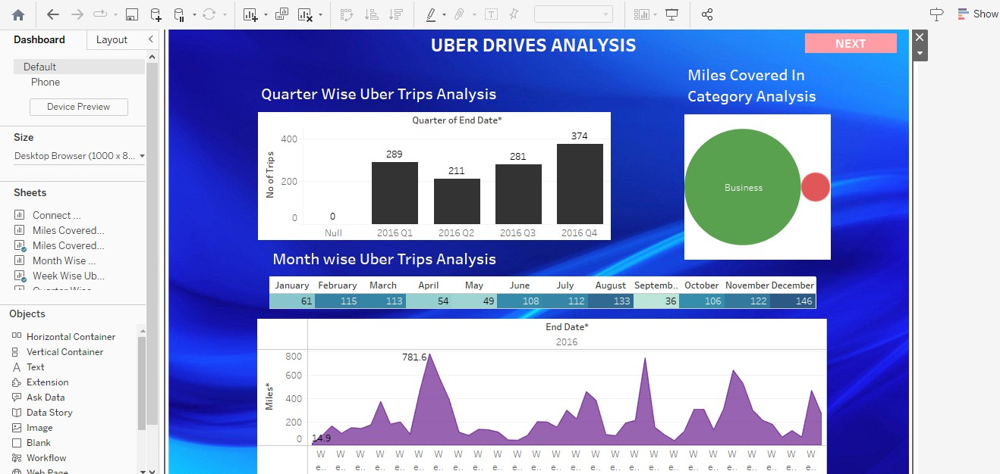 Show
Dashboard
Layout
Default
Phone
Device Preview
Size
Desktop Browser (1000 x 8...
Sheets
Connect ...
Miles Covered...
Miles Covered...
Month Wise ...
Week Wise Ub...
Quarter Wise
Objects
Horizontal Container
Vertical Container
Text
Extension
Ask Data
Data Story
Image
Blank
Workflow
Web Page
UBER DRIVES ANALYSIS
NEXT
Quarter Wise Uber Trips Analysis
Quarter of End Date*
No of Trips
400
200
0
0 289 211 281 374
Null 2016 Q1 2016 Q2 2016 Q3 2016 Q4
Miles Covered In
Category Analysis
Business
Month wise Uber Trips Analysis
January February March April May June July August Septemb.. October November December
61 115 113 54 49 108 112 133 36 106 122 146
End Date*
2016
Miles*
800
600
400
200
0
781.6
14.9
W W W W W W W W W W W W W W W W W W W W W W W W W W
e.. e.. e.. e.. e.. e.. e.. e.. e.. e.. e.. e.. e.. e.. e.. e.. e.. e.. e.. e.. e.. e.. e.. e.. e.. e..